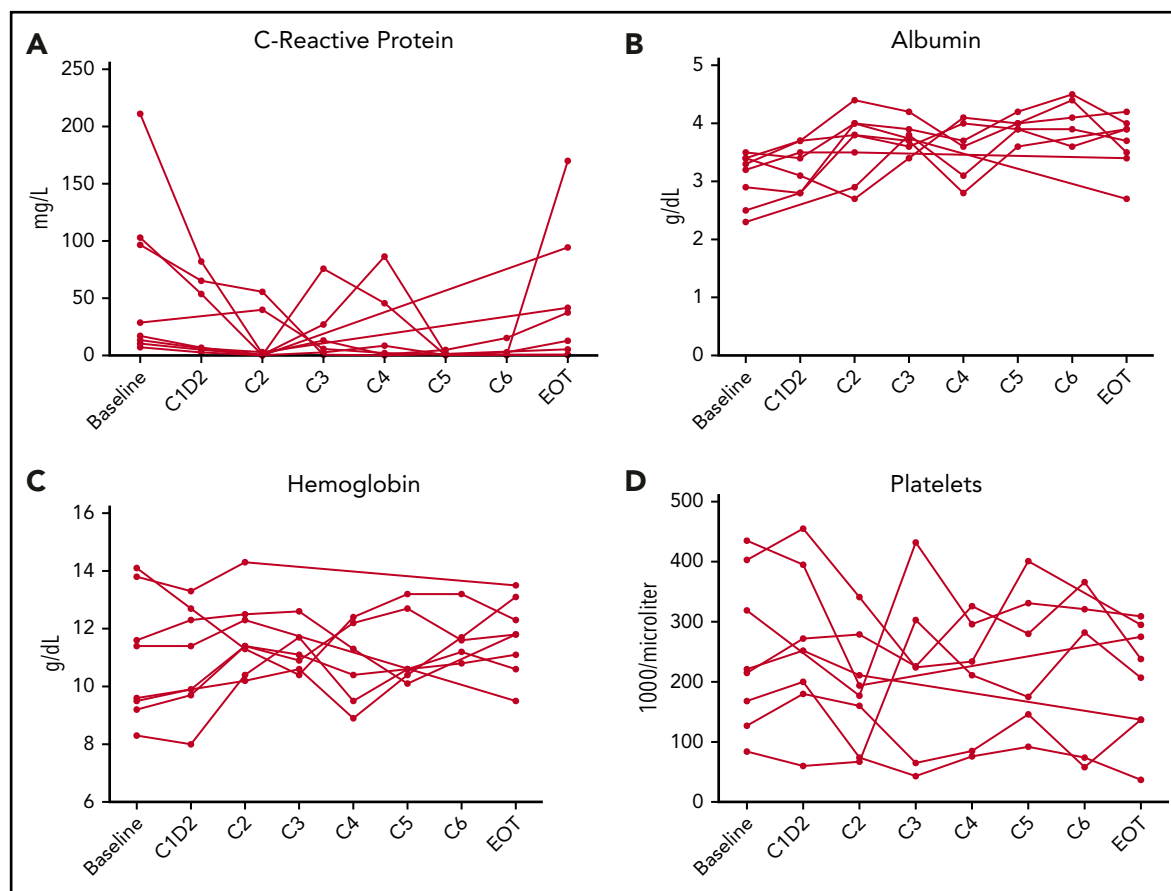 A
C-Reactive Protein
mg/L
250
200
150
100
50
0
Baseline
C1D2
C2
C3
C4
C5
C6
EOT
B
Albumin
g/dL
5
4
3
2
1
0
Baseline
C1D2
C2
C3
C4
C5
C6
EOT
C
Hemoglobin
g/dL
16
14
12
10
8
6
Baseline
C1D2
C2
C3
C4
C5
C6
EOT
D
Platelets
1000/microliter
500
400
300
200
100
0
Baseline
C1D2
C2
C3
C4
C5
C6
EOT